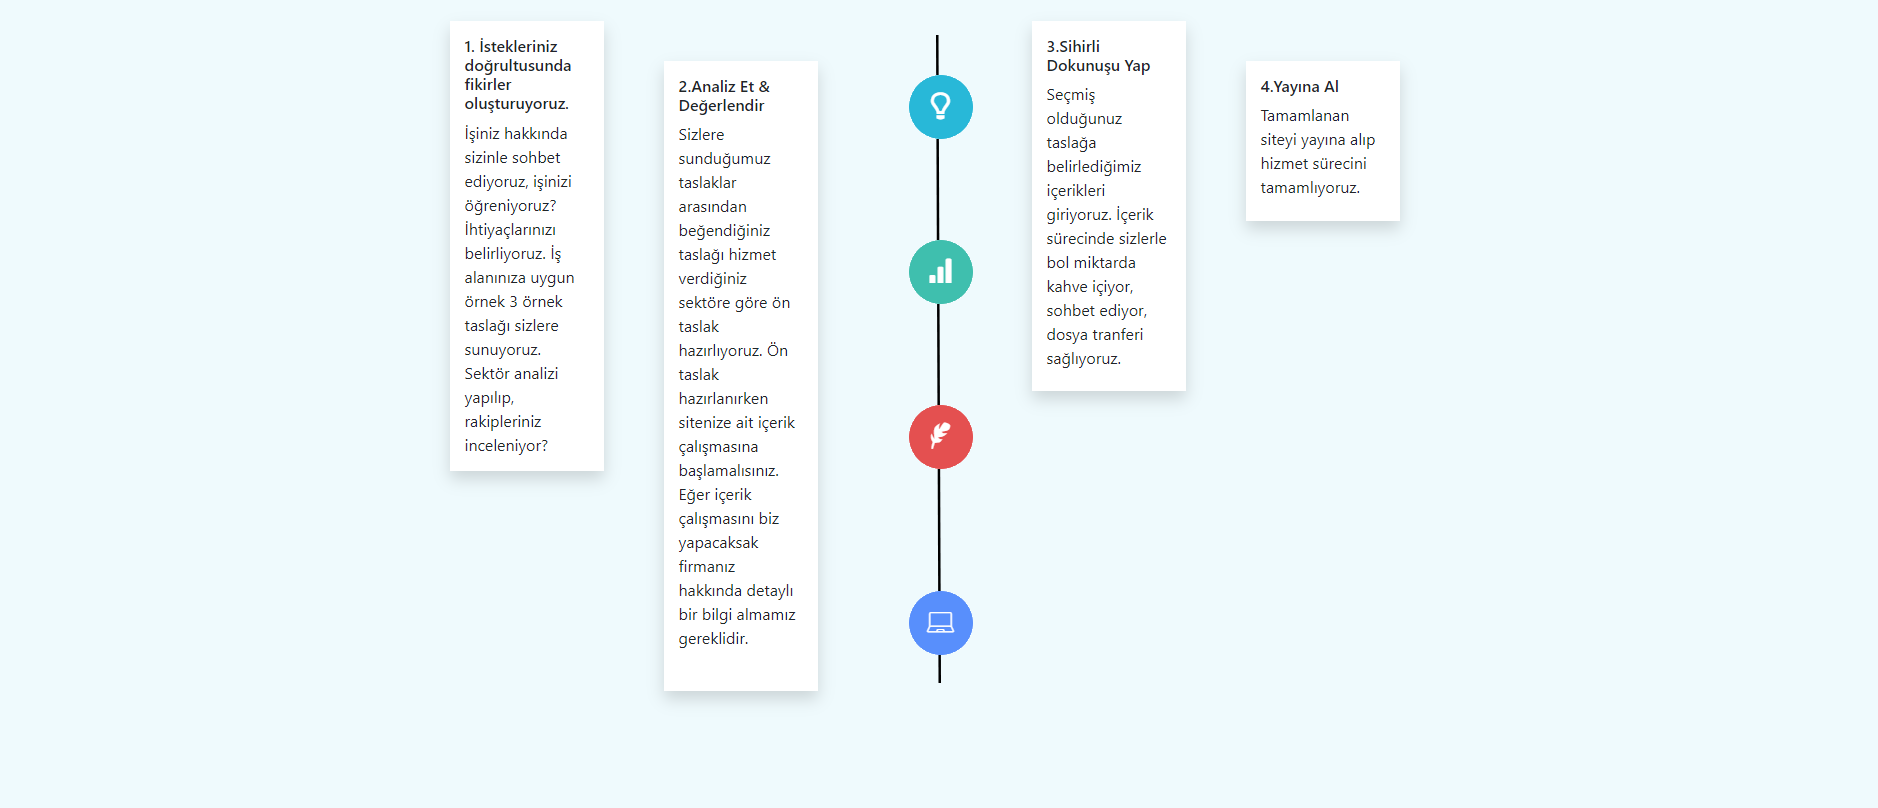 1. İstekleriniz
doğrultusunda
fikirler
oluşturuyoruz.
İşiniz hakkında
sizinle sohbet
ediyoruz, işinizi
öğreniyoruz?
İhtiyaçlarınızı
belirliyoruz. İş
alanınıza uygun
örnek 3 örnek
taslağı sizlere
sunuyoruz.
Sektör analizi
yapılıp,
rakipleriniz
inceleniyor?
2.Analiz Et &
Değerlendir
Sizlere
sunduğumuz
taslaklar
arasından
beğendiğiniz
taslağı hizmet
verdiğiniz
sektöre göre ön
taslak
hazırlıyoruz. Ön
taslak
hazırlanırken
sitenize ait içerik
çalışmasına
başlamalısınız.
Eğer içerik
çalışmasını biz
yapacaksak
firmanız
hakkında detaylı
bir bilgi almamız
gereklidir.
3.Sihirli
Dokunuşu Yap
Seçmiş
olduğunuz
taslağa
belirlediğimiz
içerikleri
giriyoruz. İçerik
sürecinde sizlerle
bol miktarda
kahve içiyor,
sohbet ediyor,
dosya tranferi
sağlıyoruz.
4.Yayına Al
Tamamlanan
siteyi yayına alıp
hizmet sürecini
tamamlıyoruz.